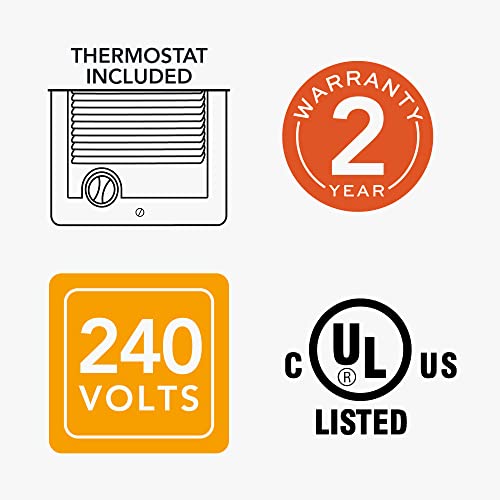 THERMOSTAT
INCLUDED
WARRANTY
2
YEAR
240
VOLTS
C UL® US
LISTED